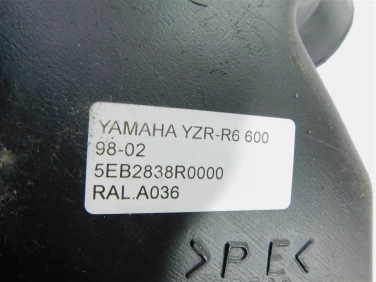 YAMAHA YZR-R6 600
98-02
5EB2838R0000
RAL.A036
>PE<